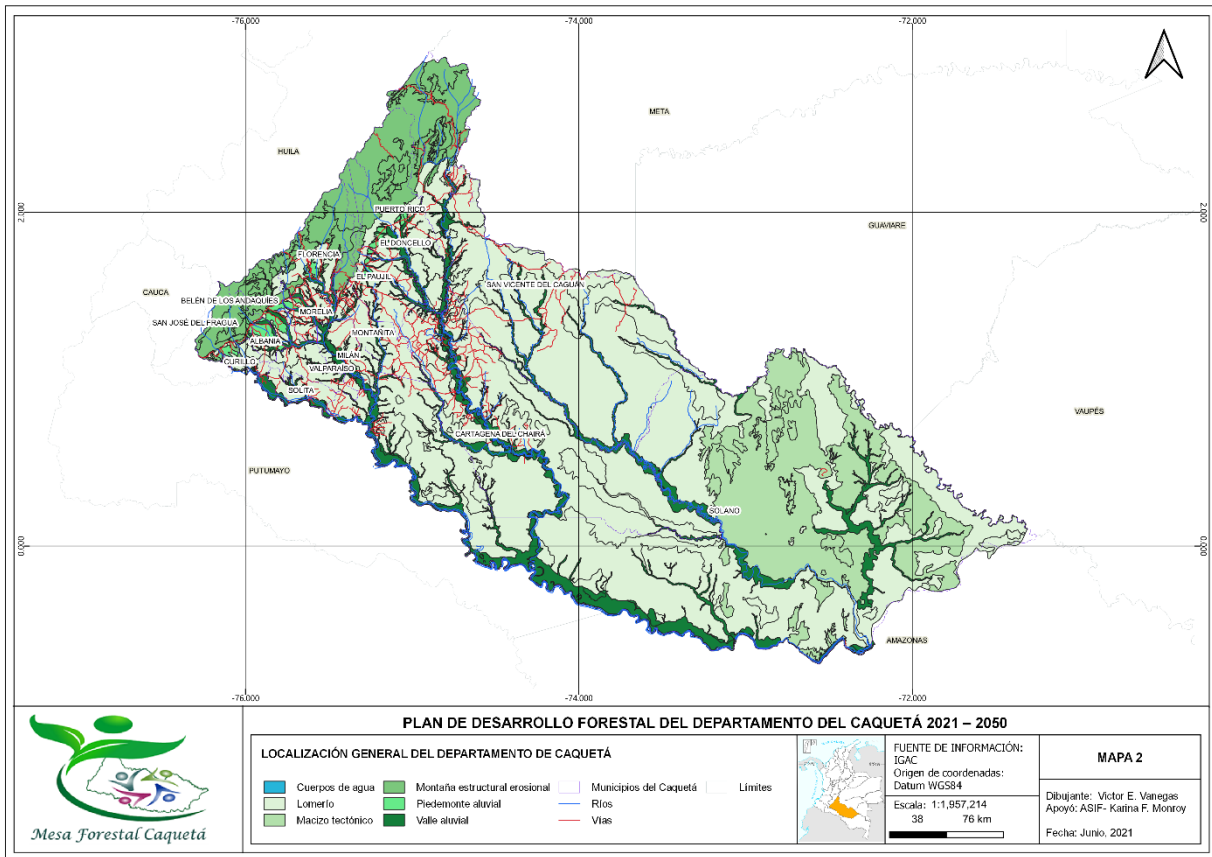 -76.000 -74.000 -72.000
META
HUILA
2.000 2.000
PUERTO RICO
GUAVIARE
EL DONCELLO
FLORENCIA
EL PAUJIL
SAN VICENTE DEL CAGUÁN
CAUCA
BELÉN DE LOS ANDAQUÍES
MORELIA
SAN JOSÉ DEL FRAGUA
MONTAÑITA
ALBANIA
MILÁN
CURILLO
VALPARAÍSO
SOLITA
VAUPÉS
CARTAGENA DEL CHAIRÁ
PUTUMAYO
SOLANO
0.000 0.000
AMAZONAS
-76.000 -74.000 -72.000
Mesa Forestal Caquetá
PLAN DE DESARROLLO FORESTAL DEL DEPARTAMENTO DEL CAQUETÁ 2021 – 2050
LOCALIZACIÓN GENERAL DEL DEPARTAMENTO DE CAQUETÁ
Cuerpos de agua
Lomerío
Macizo tectónico
Montaña estructural erosional
Piedemonte aluvial
Valle aluvial
Municipios del Caquetá
Ríos
Vías
Límites
FUENTE DE INFORMACIÓN:
IGAC
Origen de coordenadas:
Datum WGS84
Escala: 1:1,957,214
38 76 km
MAPA 2
Dibujante: Victor E. Vanegas
Apoyó: ASIF- Karina F. Monroy
Fecha: Junio, 2021